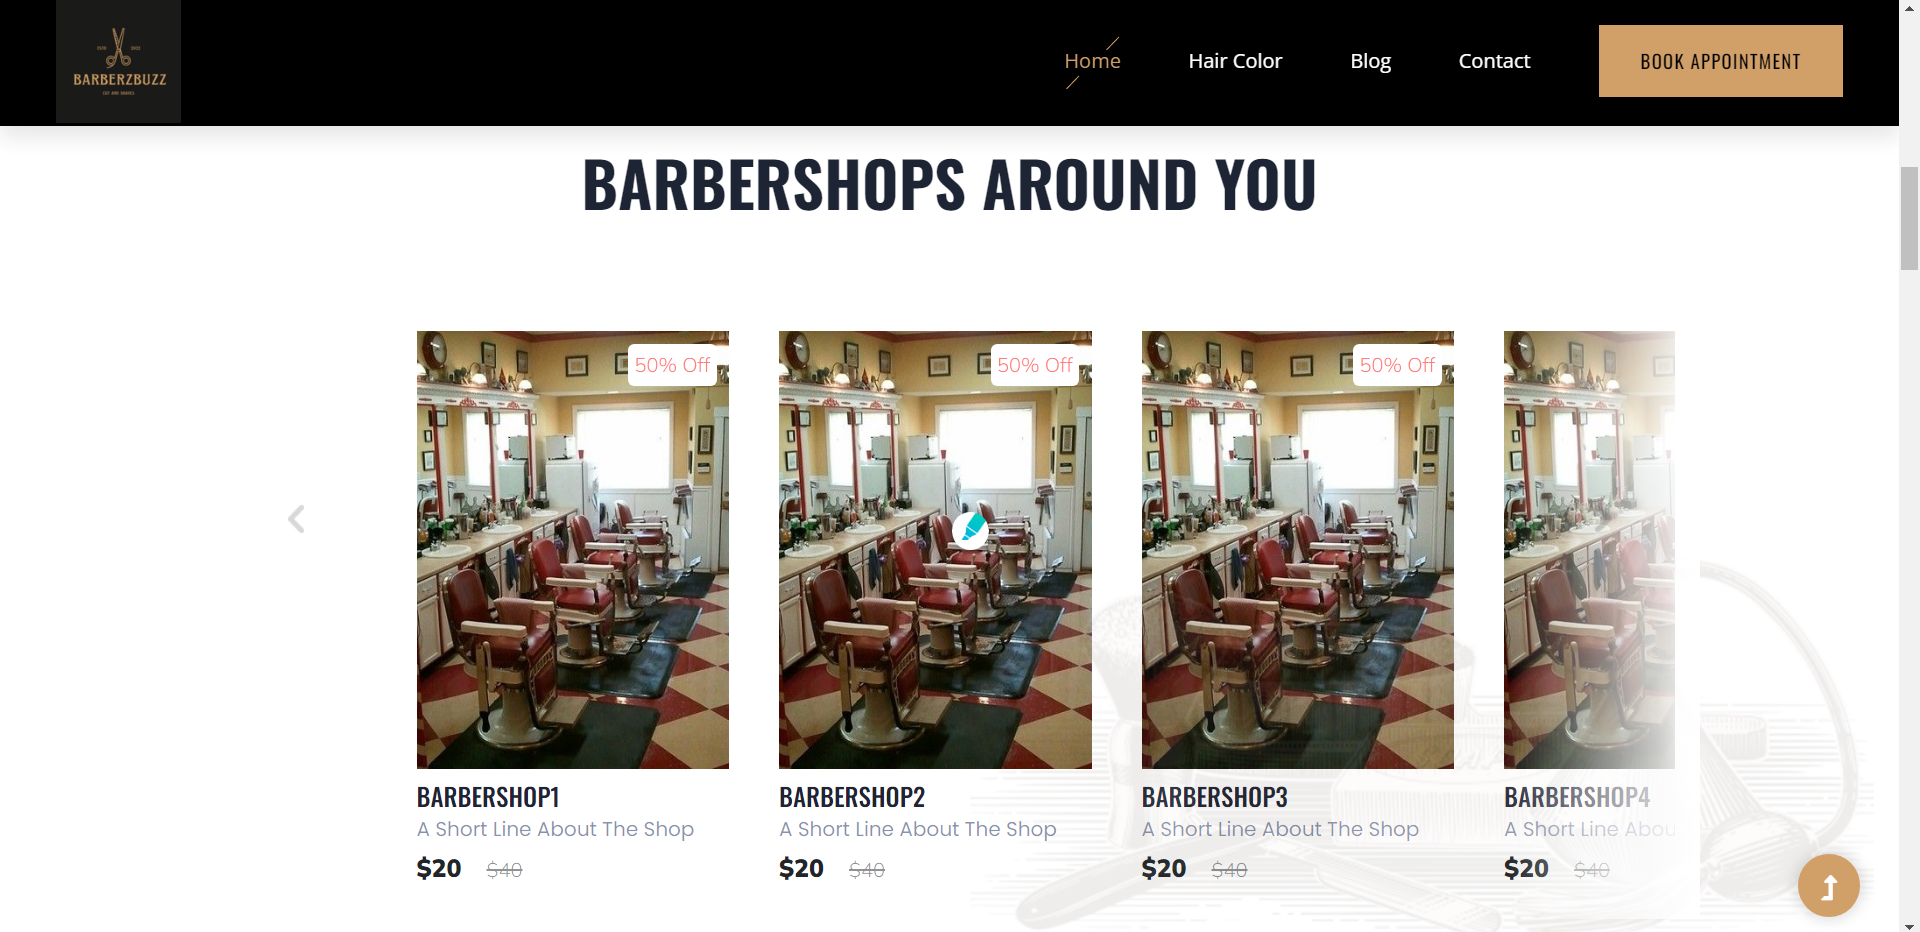 BARBERZBUZZ
Home
Hair Color
Blog
Contact
BOOK APPOINTMENT
BARBERSHOPS AROUND YOU
50% Off
50% Off
50% Off
BARBERSHOP1
A Short Line About The Shop
$20 $40
BARBERSHOP2
A Short Line About The Shop
$20 $40
BARBERSHOP3
A Short Line About The Shop
$20 $40
BARBERSHOP4
A Short Line Abou
$20 $40